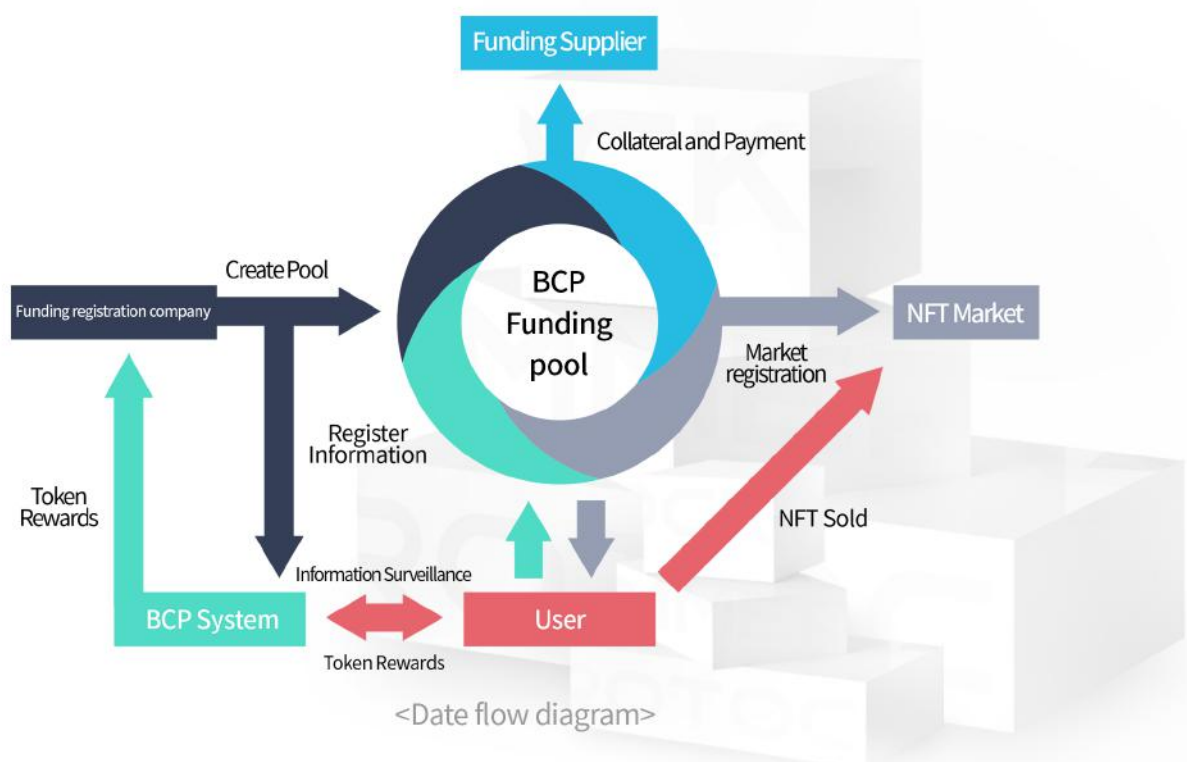 Funding Supplier
Collateral and Payment
Create Pool
Funding registration company
BCP
Funding
pool
NFT Market
Market
registration
Register
Information
Token
Rewards
NFT Sold
Information Surveillance
BCP System
User
Token Rewards
<Date flow diagram>